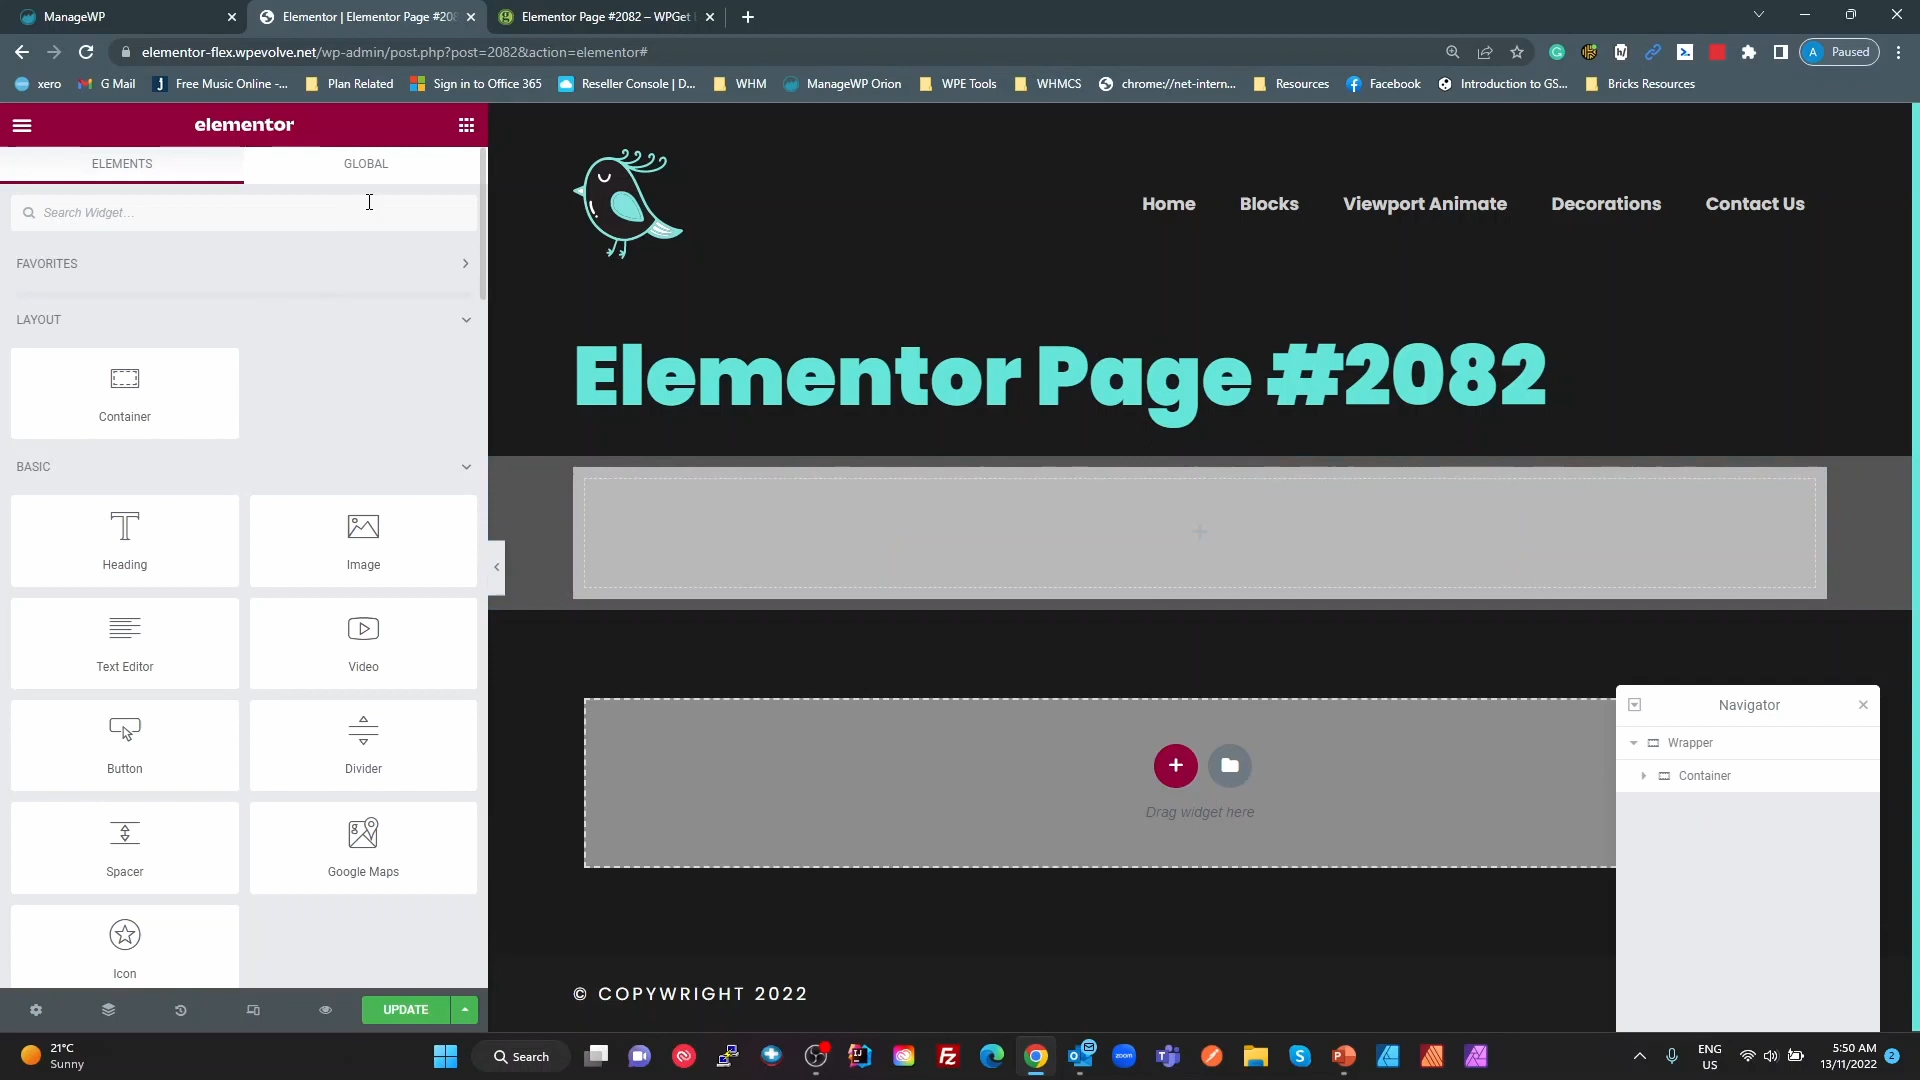 ManageWP
Elementor | Elementor Page #208
Elementor Page #2082 – WPGet
elementor-flex.wpevolve.net/wp-admin/post.php?post=2082&action=elementor#
A Paused
xero
G Mail
Free Music Online -...
Plan Related
Sign in to Office 365
Reseller Console | D...
WHM
ManageWP Orion
WPE Tools
WHMCS
chrome://net-intern...
Resources
Facebook
Introduction to GS...
Bricks Resources
elementor
ELEMENTS
GLOBAL
Search Widget...
FAVORITES
LAYOUT
Container
BASIC
Heading
Image
Text Editor
Video
Button
Divider
Spacer
Google Maps
Icon
UPDATE
Home
Blocks
Viewport Animate
Decorations
Contact Us
Elementor Page #2082
Drag widget here
Navigator
Wrapper
Container
© COPYWRIGHT 2022
21°C
Sunny
Search
zoom
ENG
US
5:50 AM
13/11/2022
2